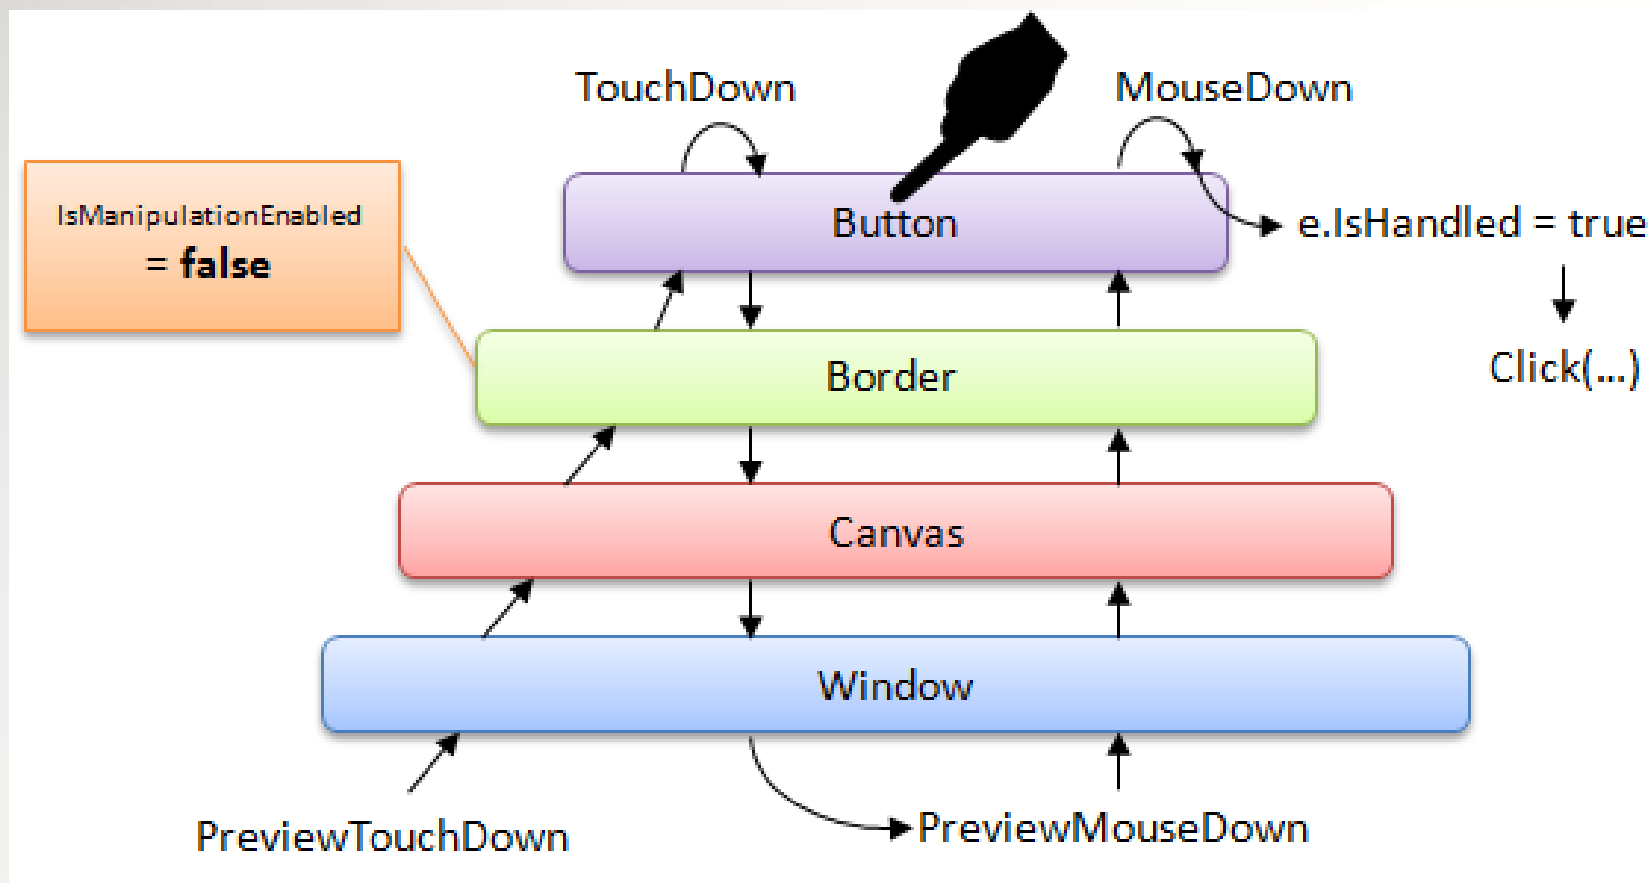 TouchDown
MouseDown
IsManipulationEnabled
= false
Button
e.IsHandled = true
Border
Click(...)
Canvas
Window
PreviewTouchDown
PreviewMouseDown